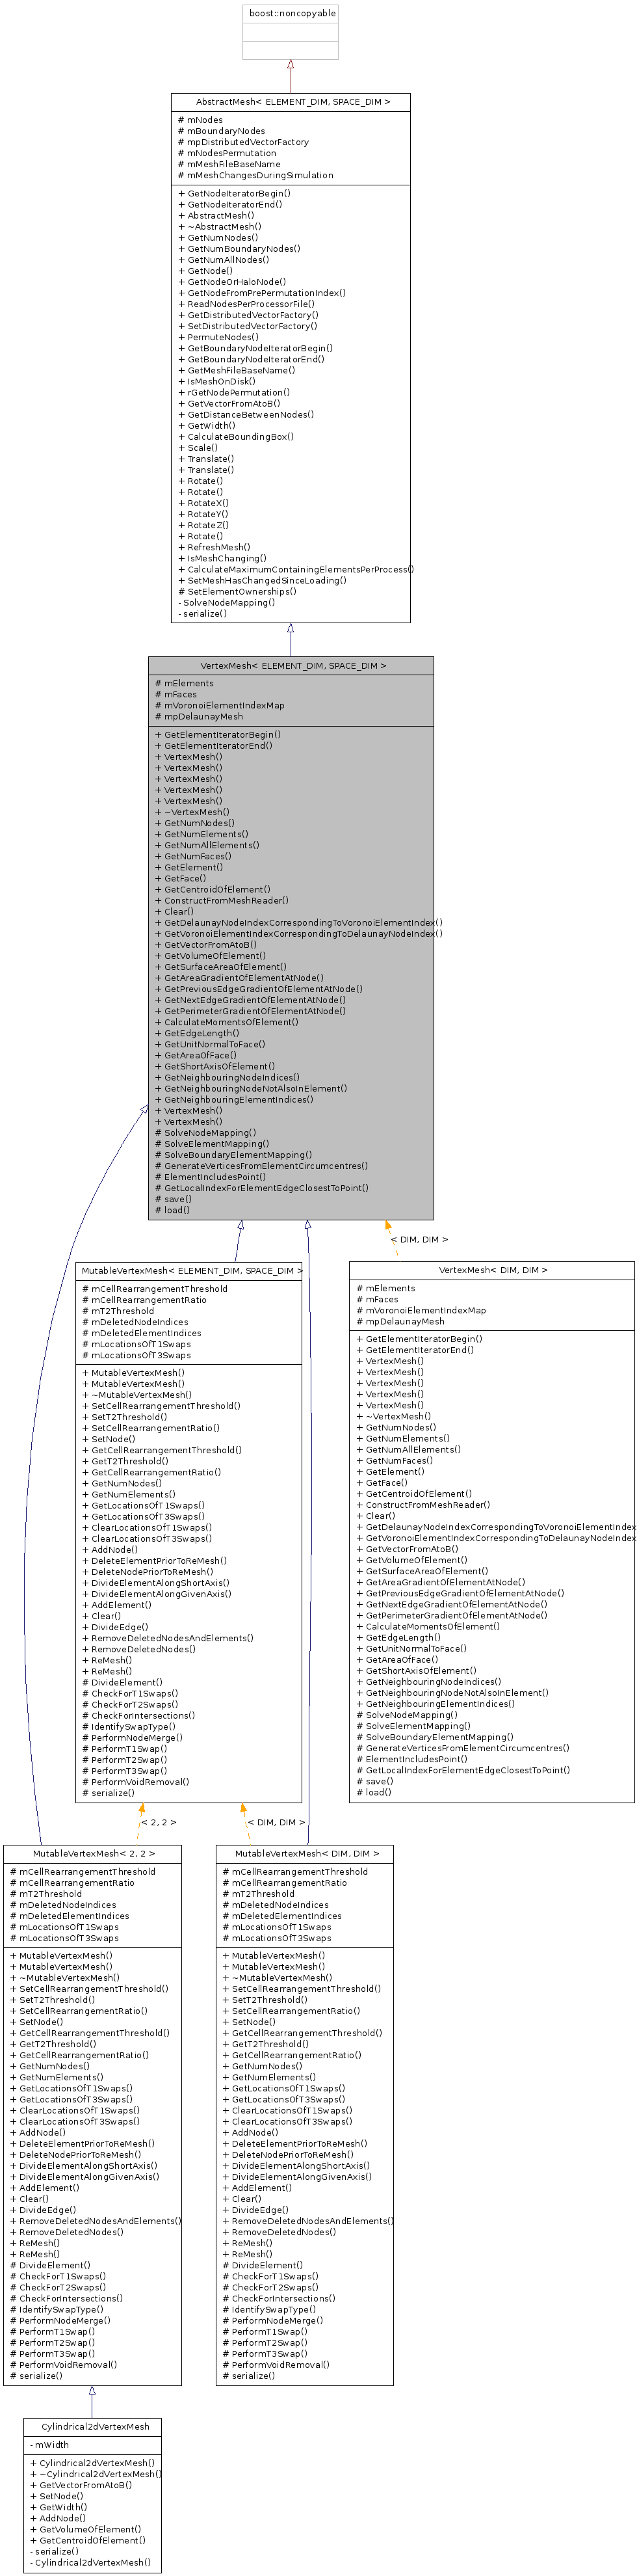 boost::noncopyable
AbstractMesh< ELEMENT_DIM, SPACE_DIM >
# mNodes
# mBoundaryNodes
# mpDistributedVectorFactory
# mNodesPermutation
# mMeshFileBaseName
# mMeshChangesDuringSimulation
+ GetNodeIteratorBegin()
+ GetNodeIteratorEnd()
+ AbstractMesh()
+ ~AbstractMesh()
+ GetNumNodes()
+ GetNumBoundaryNodes()
+ GetNumAllNodes()
+ GetNode()
+ GetNodeOrHaloNode()
+ GetNodeFromPrePermutationIndex()
+ ReadNodesPerProcessorFile()
+ GetDistributedVectorFactory()
+ SetDistributedVectorFactory()
+ PermuteNodes()
+ GetBoundaryNodeIteratorBegin()
+ GetBoundaryNodeIteratorEnd()
+ GetMeshFileBaseName()
+ IsMeshOnDisk()
+ rGetNodePermutation()
+ GetVectorFromAtoB()
+ GetDistanceBetweenNodes()
+ GetWidth()
+ CalculateBoundingBox()
+ Scale()
+ Translate()
+ Translate()
+ Rotate()
+ Rotate()
+ RotateX()
+ RotateY()
+ RotateZ()
+ Rotate()
+ RefreshMesh()
+ IsMeshChanging()
+ CalculateMaximumContainingElementsPerProcess()
+ SetMeshHasChangedSinceLoading()
# SetElementOwnerships()
- SolveNodeMapping()
- serialize()
VertexMesh< ELEMENT_DIM, SPACE_DIM >
# mElements
# mFaces
# mVoronoiElementIndexMap
# mpDelaunayMesh
+ GetElementIteratorBegin()
+ GetElementIteratorEnd()
+ VertexMesh()
+ VertexMesh()
+ VertexMesh()
+ VertexMesh()
+ VertexMesh()
+ ~VertexMesh()
+ GetNumNodes()
+ GetNumElements()
+ GetNumAllElements()
+ GetNumFaces()
+ GetElement()
+ GetFace()
+ GetCentroidOfElement()
+ ConstructFromMeshReader()
+ Clear()
+ GetDelaunayNodeIndexCorrespondingToVoronoiElementIndex()
+ GetVoronoiElementIndexCorrespondingToDelaunayNodeIndex()
+ GetVectorFromAtoB()
+ GetVolumeOfElement()
+ GetSurfaceAreaOfElement()
+ GetAreaGradientOfElementAtNode()
+ GetPreviousEdgeGradientOfElementAtNode()
+ GetNextEdgeGradientOfElementAtNode()
+ GetPerimeterGradientOfElementAtNode()
+ CalculateMomentsOfElement()
+ GetEdgeLength()
+ GetUnitNormalToFace()
+ GetAreaOfFace()
+ GetShortAxisOfElement()
+ GetNeighbouringNodeIndices()
+ GetNeighbouringNodeNotAlsoInElement()
+ GetNeighbouringElementIndices()
+ VertexMesh()
+ VertexMesh()
# SolveNodeMapping()
# SolveElementMapping()
# SolveBoundaryElementMapping()
# GenerateVerticesFromElementCircumcentres()
# ElementIncludesPoint()
# GetLocalIndexForElementEdgeClosestToPoint()
# save()
# load()
< DIM, DIM >
MutableVertexMesh< ELEMENT_DIM, SPACE_DIM >
# mCellRearrangementThreshold
# mCellRearrangementRatio
# mT2Threshold
# mDeletedNodeIndices
# mDeletedElementIndices
# mLocationsOfT1Swaps
# mLocationsOfT3Swaps
+ MutableVertexMesh()
+ MutableVertexMesh()
+ ~MutableVertexMesh()
+ SetCellRearrangementThreshold()
+ SetT2Threshold()
+ SetCellRearrangementRatio()
+ SetNode()
+ GetCellRearrangementThreshold()
+ GetT2Threshold()
+ GetCellRearrangementRatio()
+ GetNumNodes()
+ GetNumElements()
+ GetLocationsOfT1Swaps()
+ GetLocationsOfT3Swaps()
+ ClearLocationsOfT1Swaps()
+ ClearLocationsOfT3Swaps()
+ AddNode()
+ DeleteElementPriorToReMesh()
+ DeleteNodePriorToReMesh()
+ DivideElementAlongShortAxis()
+ DivideElementAlongGivenAxis()
+ AddElement()
+ Clear()
+ DivideEdge()
+ RemoveDeletedNodesAndElements()
+ RemoveDeletedNodes()
+ ReMesh()
+ ReMesh()
# DivideElement()
# CheckForT1Swaps()
# CheckForT2Swaps()
# CheckForIntersections()
# IdentifySwapType()
# PerformNodeMerge()
# PerformT1Swap()
# PerformT2Swap()
# PerformT3Swap()
# PerformVoidRemoval()
# serialize()
VertexMesh< DIM, DIM >
# mElements
# mFaces
# mVoronoiElementIndexMap
# mpDelaunayMesh
+ GetElementIteratorBegin()
+ GetElementIteratorEnd()
+ VertexMesh()
+ VertexMesh()
+ VertexMesh()
+ VertexMesh()
+ VertexMesh()
+ ~VertexMesh()
+ GetNumNodes()
+ GetNumElements()
+ GetNumAllElements()
+ GetNumFaces()
+ GetElement()
+ GetFace()
+ GetCentroidOfElement()
+ ConstructFromMeshReader()
+ Clear()
+ GetDelaunayNodeIndexCorrespondingToVoronoiElementIndex
+ GetVoronoiElementIndexCorrespondingToDelaunayNodeIndex
+ GetVectorFromAtoB()
+ GetVolumeOfElement()
+ GetSurfaceAreaOfElement()
+ GetAreaGradientOfElementAtNode()
+ GetPreviousEdgeGradientOfElementAtNode()
+ GetNextEdgeGradientOfElementAtNode()
+ GetPerimeterGradientOfElementAtNode()
+ CalculateMomentsOfElement()
+ GetEdgeLength()
+ GetUnitNormalToFace()
+ GetAreaOfFace()
+ GetShortAxisOfElement()
+ GetNeighbouringNodeIndices()
+ GetNeighbouringNodeNotAlsoInElement()
+ GetNeighbouringElementIndices()
# SolveNodeMapping()
# SolveElementMapping()
# SolveBoundaryElementMapping()
# GenerateVerticesFromElementCircumcentres()
# ElementIncludesPoint()
# GetLocalIndexForElementEdgeClosestToPoint()
# save()
# load()
< 2, 2 >
< DIM, DIM >
MutableVertexMesh< 2, 2 >
# mCellRearrangementThreshold
# mCellRearrangementRatio
# mT2Threshold
# mDeletedNodeIndices
# mDeletedElementIndices
# mLocationsOfT1Swaps
# mLocationsOfT3Swaps
+ MutableVertexMesh()
+ MutableVertexMesh()
+ ~MutableVertexMesh()
+ SetCellRearrangementThreshold()
+ SetT2Threshold()
+ SetCellRearrangementRatio()
+ SetNode()
+ GetCellRearrangementThreshold()
+ GetT2Threshold()
+ GetCellRearrangementRatio()
+ GetNumNodes()
+ GetNumElements()
+ GetLocationsOfT1Swaps()
+ GetLocationsOfT3Swaps()
+ ClearLocationsOfT1Swaps()
+ ClearLocationsOfT3Swaps()
+ AddNode()
+ DeleteElementPriorToReMesh()
+ DeleteNodePriorToReMesh()
+ DivideElementAlongShortAxis()
+ DivideElementAlongGivenAxis()
+ AddElement()
+ Clear()
+ DivideEdge()
+ RemoveDeletedNodesAndElements()
+ RemoveDeletedNodes()
+ ReMesh()
+ ReMesh()
# DivideElement()
# CheckForT1Swaps()
# CheckForT2Swaps()
# CheckForIntersections()
# IdentifySwapType()
# PerformNodeMerge()
# PerformT1Swap()
# PerformT2Swap()
# PerformT3Swap()
# PerformVoidRemoval()
# serialize()
MutableVertexMesh< DIM, DIM >
# mCellRearrangementThreshold
# mCellRearrangementRatio
# mT2Threshold
# mDeletedNodeIndices
# mDeletedElementIndices
# mLocationsOfT1Swaps
# mLocationsOfT3Swaps
+ MutableVertexMesh()
+ MutableVertexMesh()
+ ~MutableVertexMesh()
+ SetCellRearrangementThreshold()
+ SetT2Threshold()
+ SetCellRearrangementRatio()
+ SetNode()
+ GetCellRearrangementThreshold()
+ GetT2Threshold()
+ GetCellRearrangementRatio()
+ GetNumNodes()
+ GetNumElements()
+ GetLocationsOfT1Swaps()
+ GetLocationsOfT3Swaps()
+ ClearLocationsOfT1Swaps()
+ ClearLocationsOfT3Swaps()
+ AddNode()
+ DeleteElementPriorToReMesh()
+ DeleteNodePriorToReMesh()
+ DivideElementAlongShortAxis()
+ DivideElementAlongGivenAxis()
+ AddElement()
+ Clear()
+ DivideEdge()
+ RemoveDeletedNodesAndElements()
+ RemoveDeletedNodes()
+ ReMesh()
+ ReMesh()
# DivideElement()
# CheckForT1Swaps()
# CheckForT2Swaps()
# CheckForIntersections()
# IdentifySwapType()
# PerformNodeMerge()
# PerformT1Swap()
# PerformT2Swap()
# PerformT3Swap()
# PerformVoidRemoval()
# serialize()
Cylindrical2dVertexMesh
- mWidth
+ Cylindrical2dVertexMesh()
+ ~Cylindrical2dVertexMesh()
+ GetVectorFromAtoB()
+ SetNode()
+ GetWidth()
+ AddNode()
+ GetVolumeOfElement()
+ GetCentroidOfElement()
- serialize()
- Cylindrical2dVertexMesh()